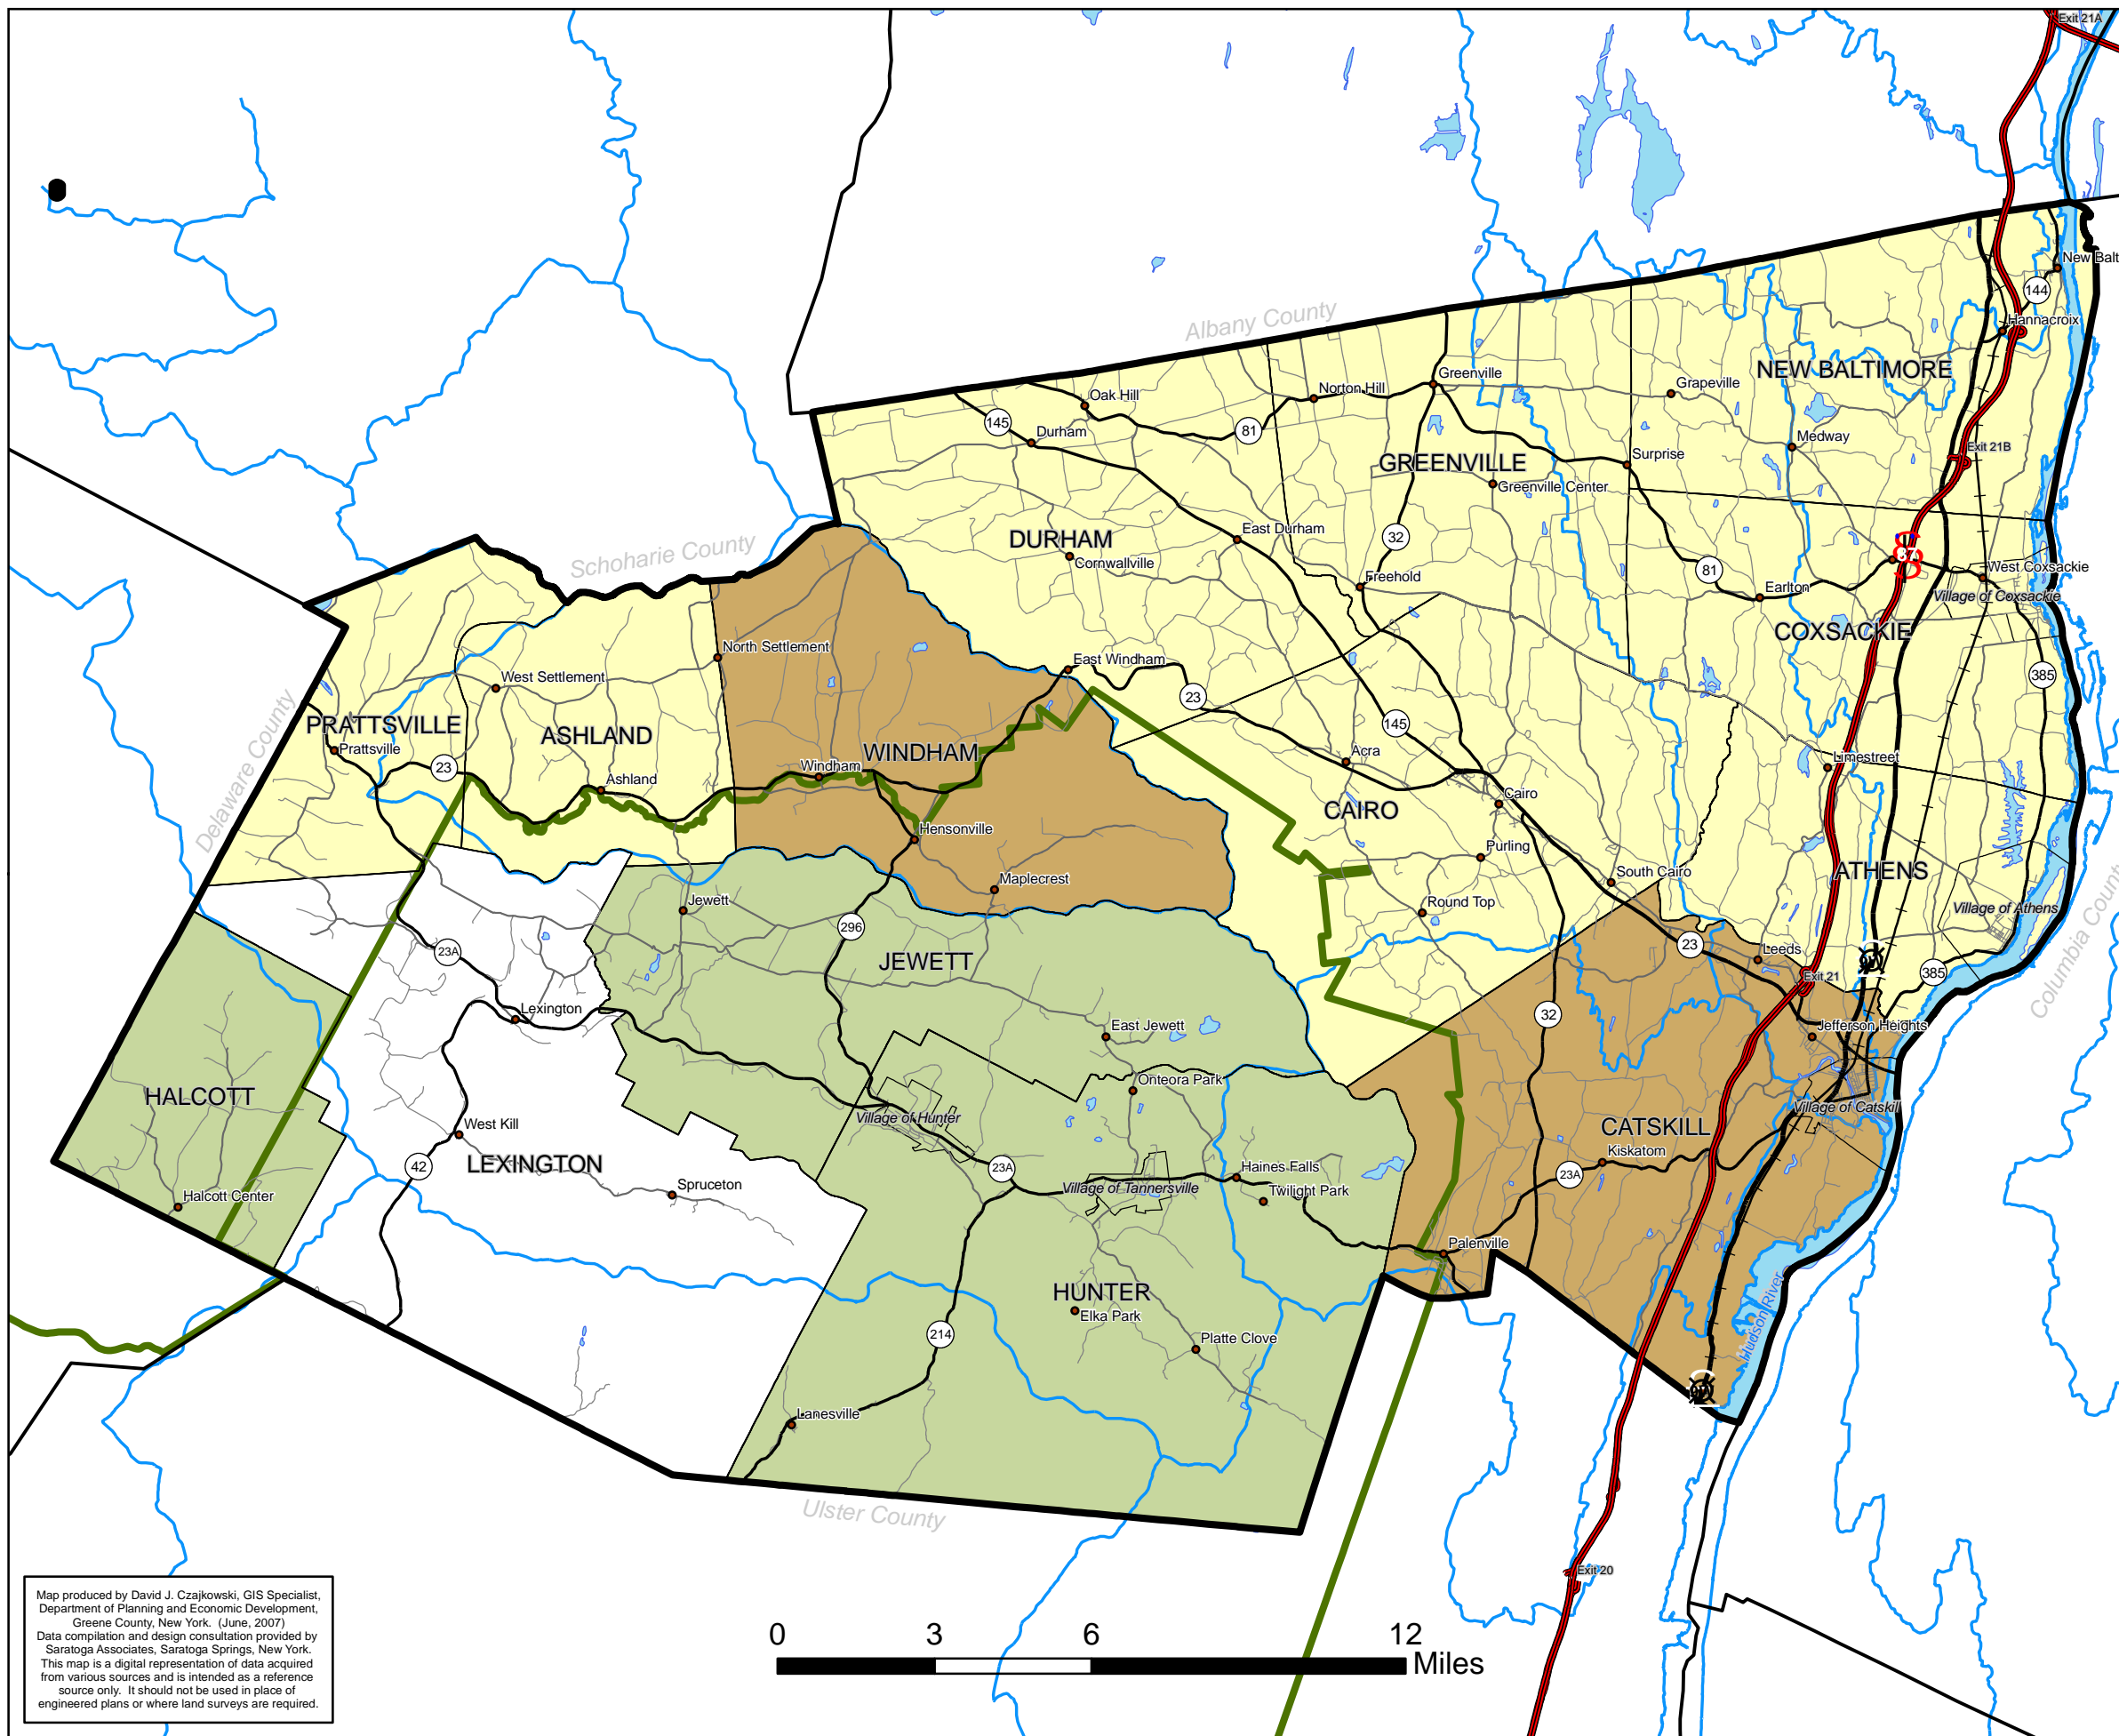 Exit 21A
New Balt
144
Hannacroix
Albany County
NEW BALTIMORE
Greenville
Grapeville
Norton Hill
Oak Hill
145
81
Durham
Medway
Exit 21B
Surprise
GREENVILLE
Greenville Center
East Durham
DURHAM
32
Cornwallville
Schoharie County
87
81
West Coxsackie
Freehold
Earlton
Village of Coxsackie
COXSACKIE
North Settlement
East Windham
West Settlement
385
23
Delaware County
PRATTSVILLE
Prattsville
ASHLAND
145
WINDHAM
Acra
Limestreet
23
Windham
Ashland
Cairo
CAIRO
Hensonville
Purling
South Cairo
ATHENS
Maplecrest
Jewett
Round Top
Village of Athens
Columbia Count
296
23
23A
Leeds
JEWETT
385
Exit 21
Lexington
32
East Jewett
Jefferson Heights
Onteora Park
HALCOTT
Village of Hunter
Village of Catskill
West Kill
CATSKILL
Kiskatom
42
LEXINGTON
23A
Haines Falls
23A
Spruceton
Village of Tannersville
Twilight Park
Halcott Center
Palenville
HUNTER
Elka Park
Hudson River
214
Platte Clove
Lanesville
Ulster County
Exit 20
Map produced by David J. Czajkowski, GIS Specialist,
Department of Planning and Economic Development,
Greene County, New York. (June, 2007)
Data compilation and design consultation provided by
Saratoga Associates, Saratoga Springs, New York.
This map is a digital representation of data acquired
from various sources and is intended as a reference
source only. It should not be used in place of
engineered plans or where land surveys are required.
0 3 6 12
Miles